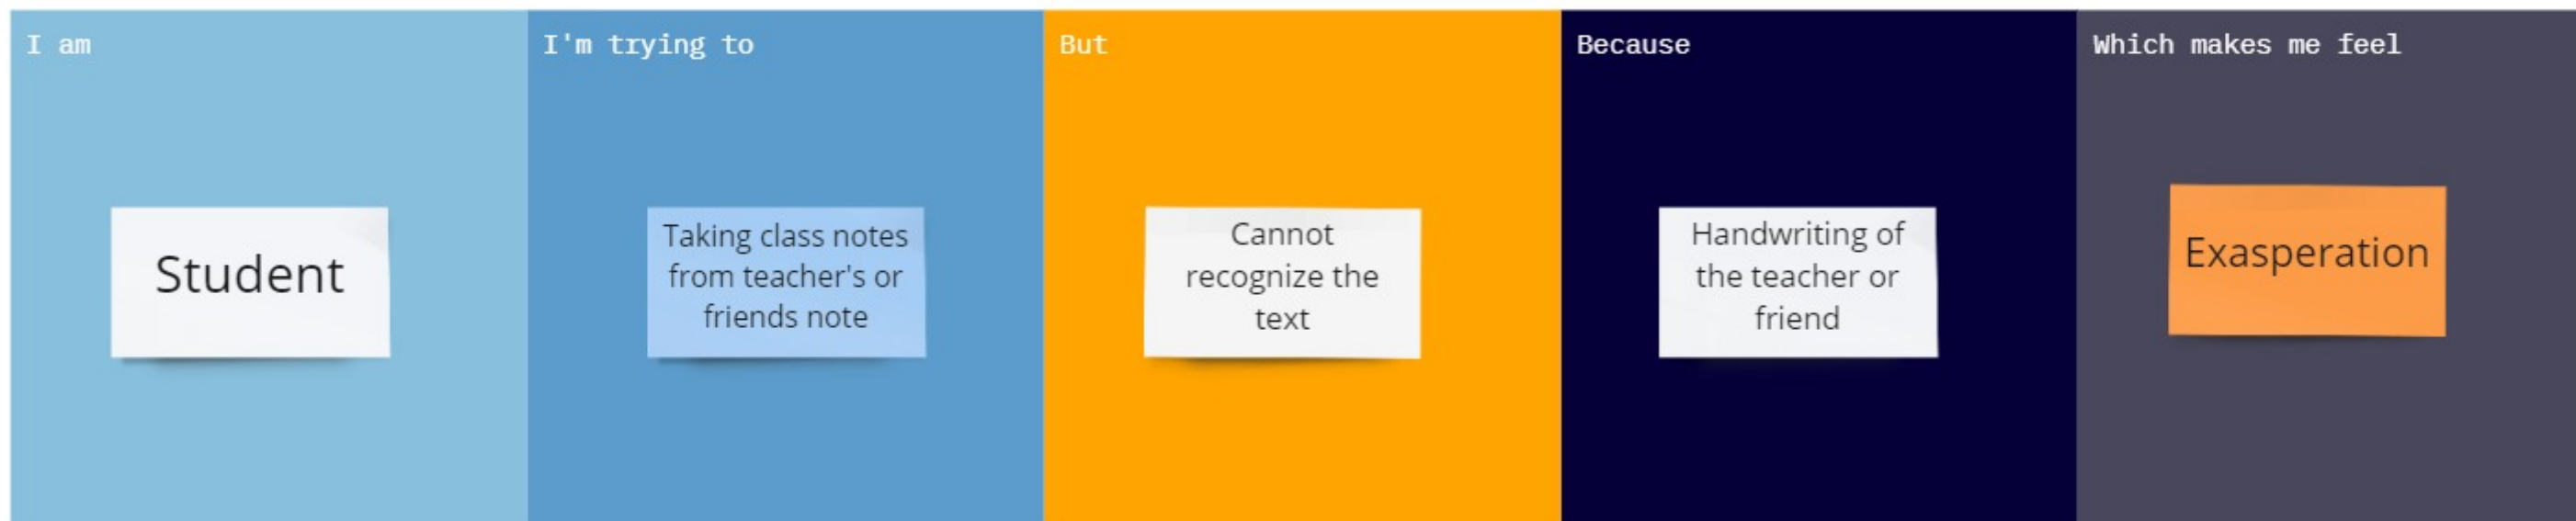 I am
Student
I'm trying to
Taking class notes
from teacher's or
friends note
But
Cannot
recognize the
text
Because
Handwriting of
the teacher or
friend
Which makes me feel
Exasperation